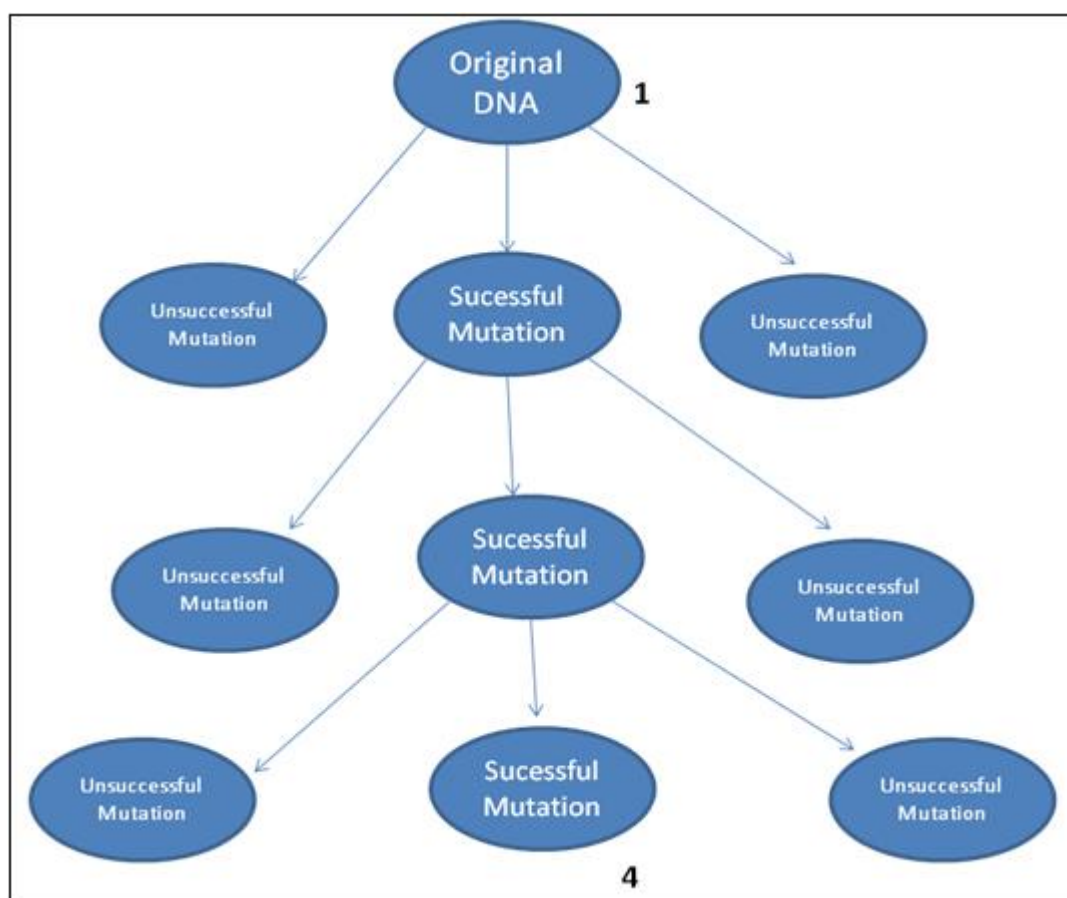 Original
DNA
1
Unsuccessful
Mutation
Sucessful
Mutation
Unsuccessful
Mutation
Unsuccessful
Mutation
Sucessful
Mutation
Unsuccessful
Mutation
Unsuccessful
Mutation
Sucessful
Mutation
Unsuccessful
Mutation
4